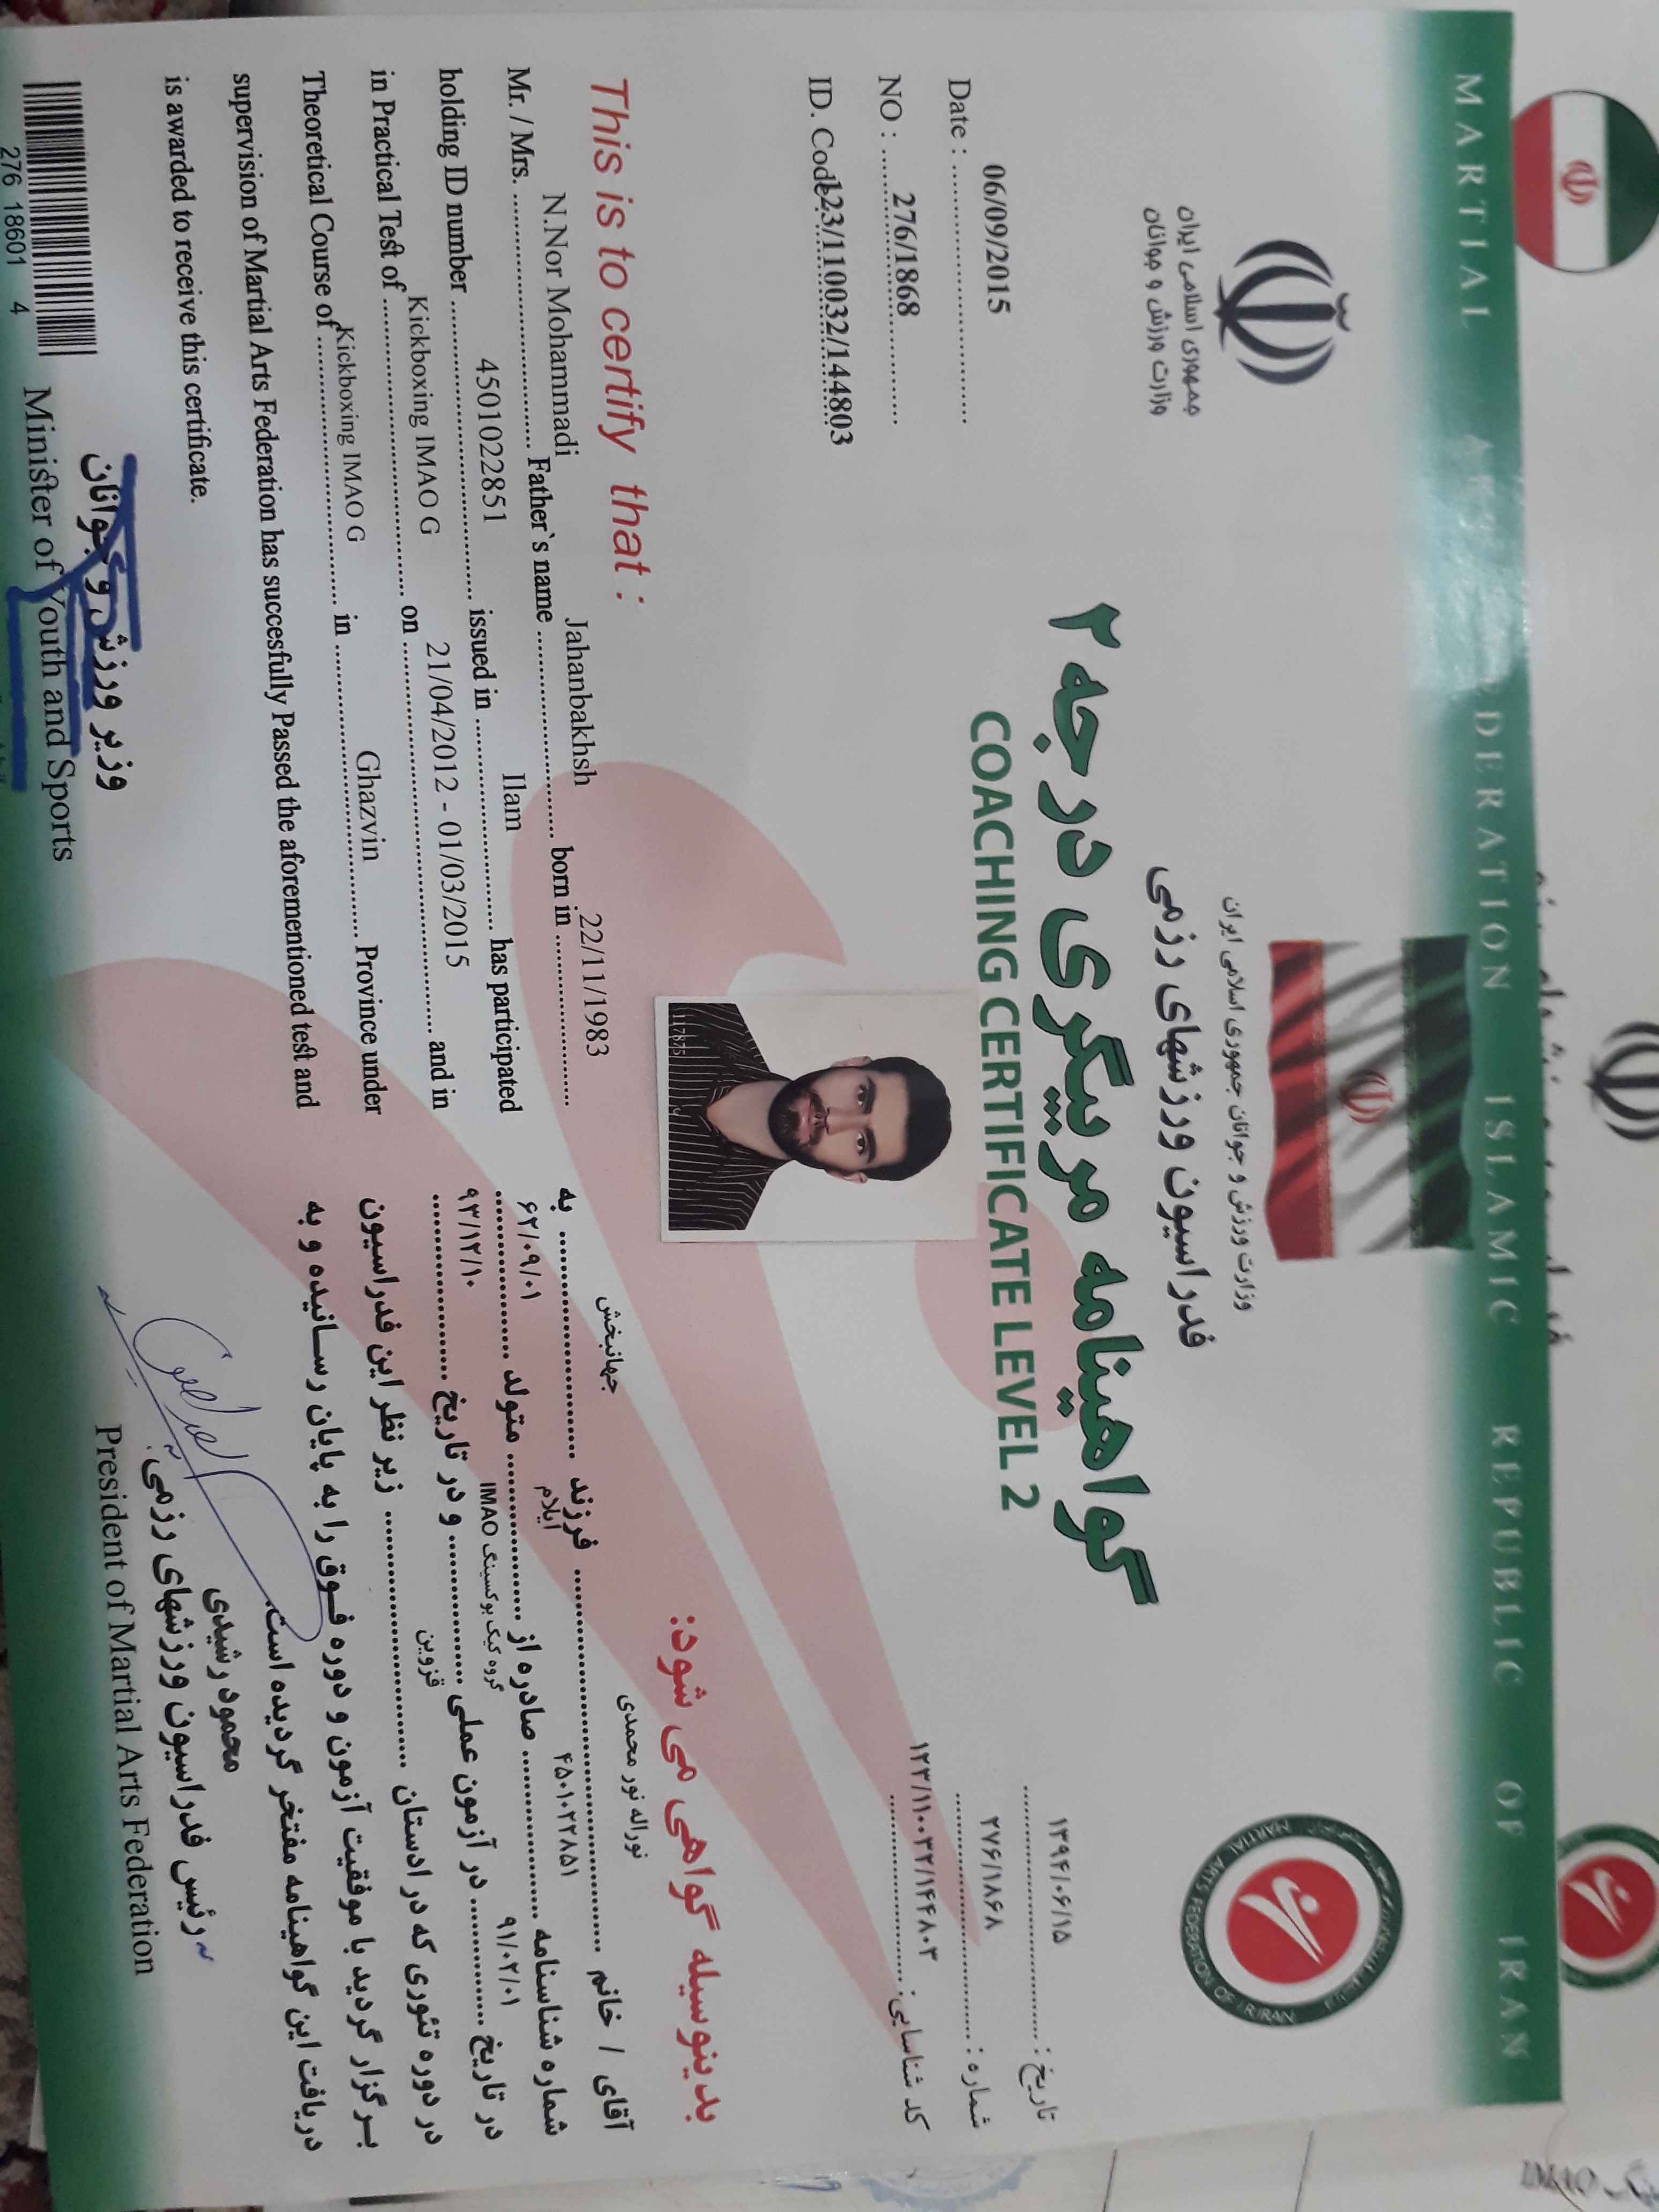 MARTIAL ARTS FEDERATION ISLAMIC REPUBLIC OF IRAN
جمهوری اسلامی ایران
وزارت ورزش و جوانان
وزارت ورزش و جوانان جمهوری اسلامی ایران
فدراسیون ورزشهای رزمی
گواهینامه مربیگری درجه ۲
COACHING CERTIFICATE LEVEL 2
MARTIAL ARTS FEDERATION OF I.R.IRAN
Date : 06/09/2015
NO : 276/1868
ID. Code 123/110032/144803
تاریخ : ۱۳۹۴/۰۶/۱۵
شماره : ۲۷۶/۱۸۶۸
کد شناسایی: ۱۲۳/۱۱۰۰۳۲/۱۴۴۸۰۳
11875
This is to certify that :
Mr. / Mrs. N.Nor Mohammadi Father`s name Jahanbakhsh born in 22/11/1983
holding ID number 4501022851 issued in Ilam has participated
in Practical Test of Kickboxing IMAO G on 21/04/2012 - 01/03/2015 and in
Theoretical Course of Kickboxing IMAO G in Ghazvin Province under
supervision of Martial Arts Federation has succesfully Passed the aforementioned test and
is awarded to receive this certificate.
بدینوسیله گواهی می شود:
آقای / خانم نوراله نور محمدی فرزند جهانبخش به
شماره شناسنامه ۴۵۰۱۰۲۲۸۵۱ صادره از ایلام متولد ۶۲/۰۹/۰۱
در تاریخ ۹۱/۰۲/۰۱ در آزمون عملی گروه کیک بوکسینگ IMAO و در تاریخ ۹۳/۱۲/۱۰
در دوره تئوری که در استان قزوین زیر نظر این فدراسیون
برگزار گردید با موفقیت آزمون و دوره فوق را به پایان رسانیده و به
دریافت این گواهینامه مفتخر گردیده است.
وزیر ورزش و جوانان
Minister of Youth and Sports
276 18601 4
محمود رشیدی
رئیس فدراسیون ورزشهای رزمی
President of Martial Arts Federation
IMAO